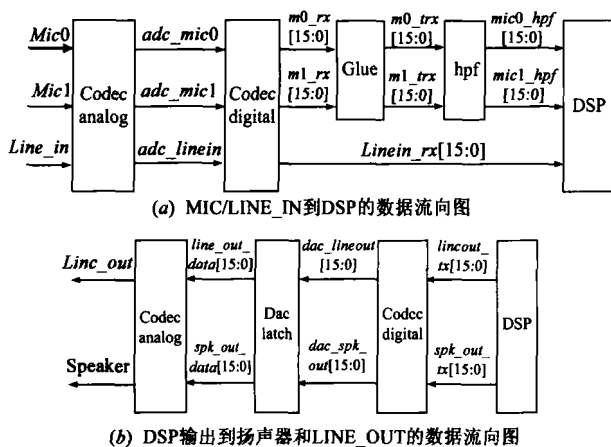 Mic0
adc_mic0
m0_rx
[15:0]
m0_trx
[15:0]
mic0_hpf
[15:0]
Mic1
adc_mic1
m1_rx
[15:0]
m1_trx
[15:0]
mic1_hpf
[15:0]
Line_in
adc_linein
Linein_rx[15:0]
Codec
analog
Codec
digital
Glue
hpf
DSP
(a) MIC/LINE_IN到DSP的数据流向图
Linc_out
line_out_
data[15:0]
dac_lineout
[15:0]
lincout_
tx[15:0]
Speaker
spk_out_
data[15:0]
dac_spk_
out[15:0]
spk_out_
tx[15:0]
Codec
analog
Dac
latch
Codcc
digital
DSP
(b) DSP输出到扬声器和LINE_OUT的数据流向图